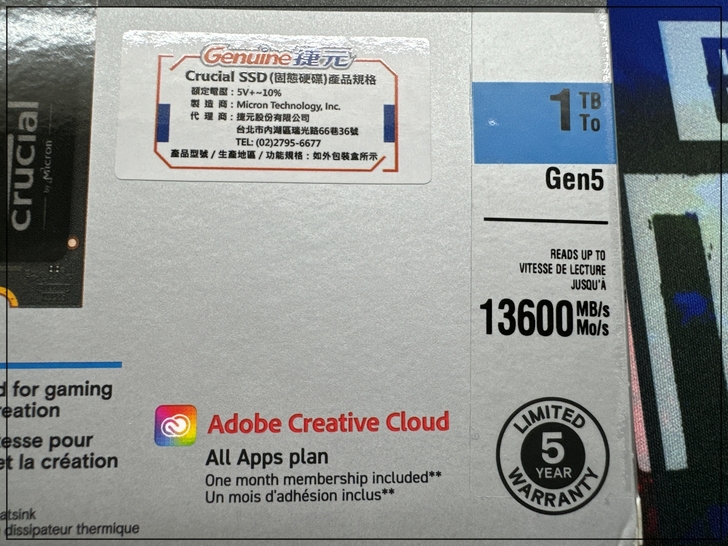 crucial
by Micron
Genuine捷元
Crucial SSD(固態硬碟)產品規格
額定電壓：5V+~10%
製造商：Micron Technology, Inc.
代理商：捷元股份有限公司
台北市內湖區瑞光路66巷36號
TEL: (02)2795-6677
產品型號 / 生產地區 / 功能規格：如外包裝盒所示
1 TB
To
Gen5
READS UP TO
VITESSE DE LECTURE
JUSQU'À
13600 MB/s
Mo/s
for gaming
Adobe Creative Cloud
All Apps plan
One month membership included**
Un mois d'adhésion inclus**
pour
et la création
dissipateur thermique
LIMITED
5
YEAR
WARRANTY